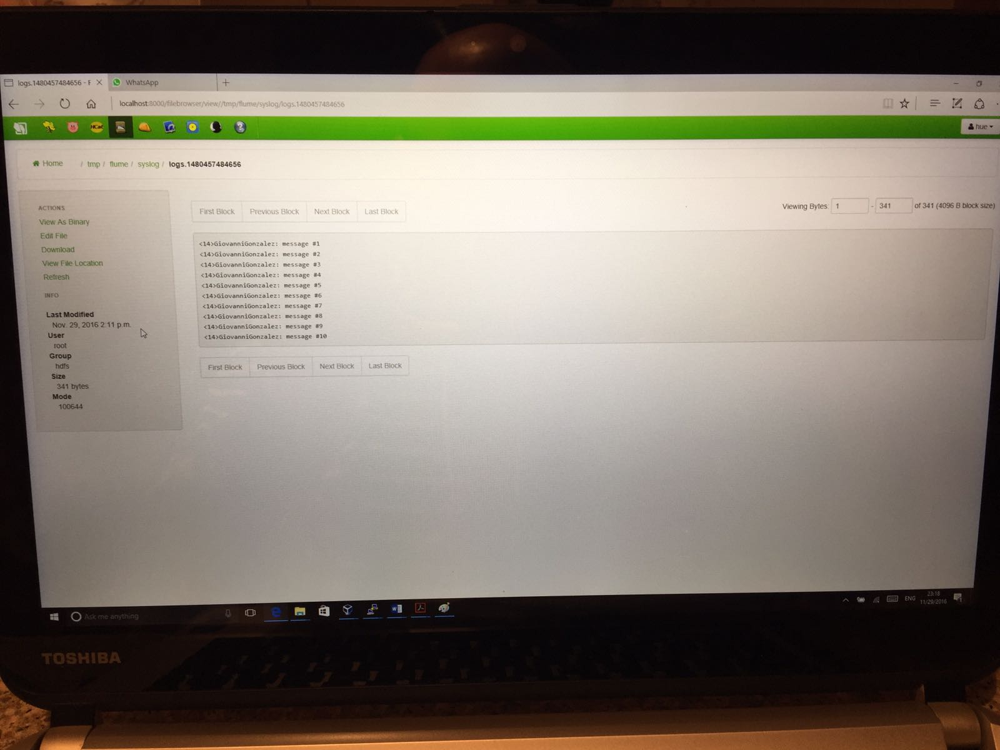 logs.1480457484656 - F
WhatsApp
localhost:8000/filebrowser/view//tmp/flume/syslog/logs.1480457484656
HCat
hue
Home / tmp / flume / syslog / logs.1480457484656
ACTIONS
View As Binary
Edit File
Download
View File Location
Refresh
INFO
Last Modified
Nov. 29, 2016 2:11 p.m.
User
root
Group
hdfs
Size
341 bytes
Mode
100644
First Block Previous Block Next Block Last Block
Viewing Bytes: 1 - 341 of 341 (4096 B block size)
<14>GiovanniGonzalez: message #1
<14>GiovanniGonzalez: message #2
<14>GiovanniGonzalez: message #3
<14>GiovanniGonzalez: message #4
<14>GiovanniGonzalez: message #5
<14>GiovanniGonzalez: message #6
<14>GiovanniGonzalez: message #7
<14>GiovanniGonzalez: message #8
<14>GiovanniGonzalez: message #9
<14>GiovanniGonzalez: message #10
First Block Previous Block Next Block Last Block
Ask me anything
ENG
23:18
11/29/2016
TOSHIBA